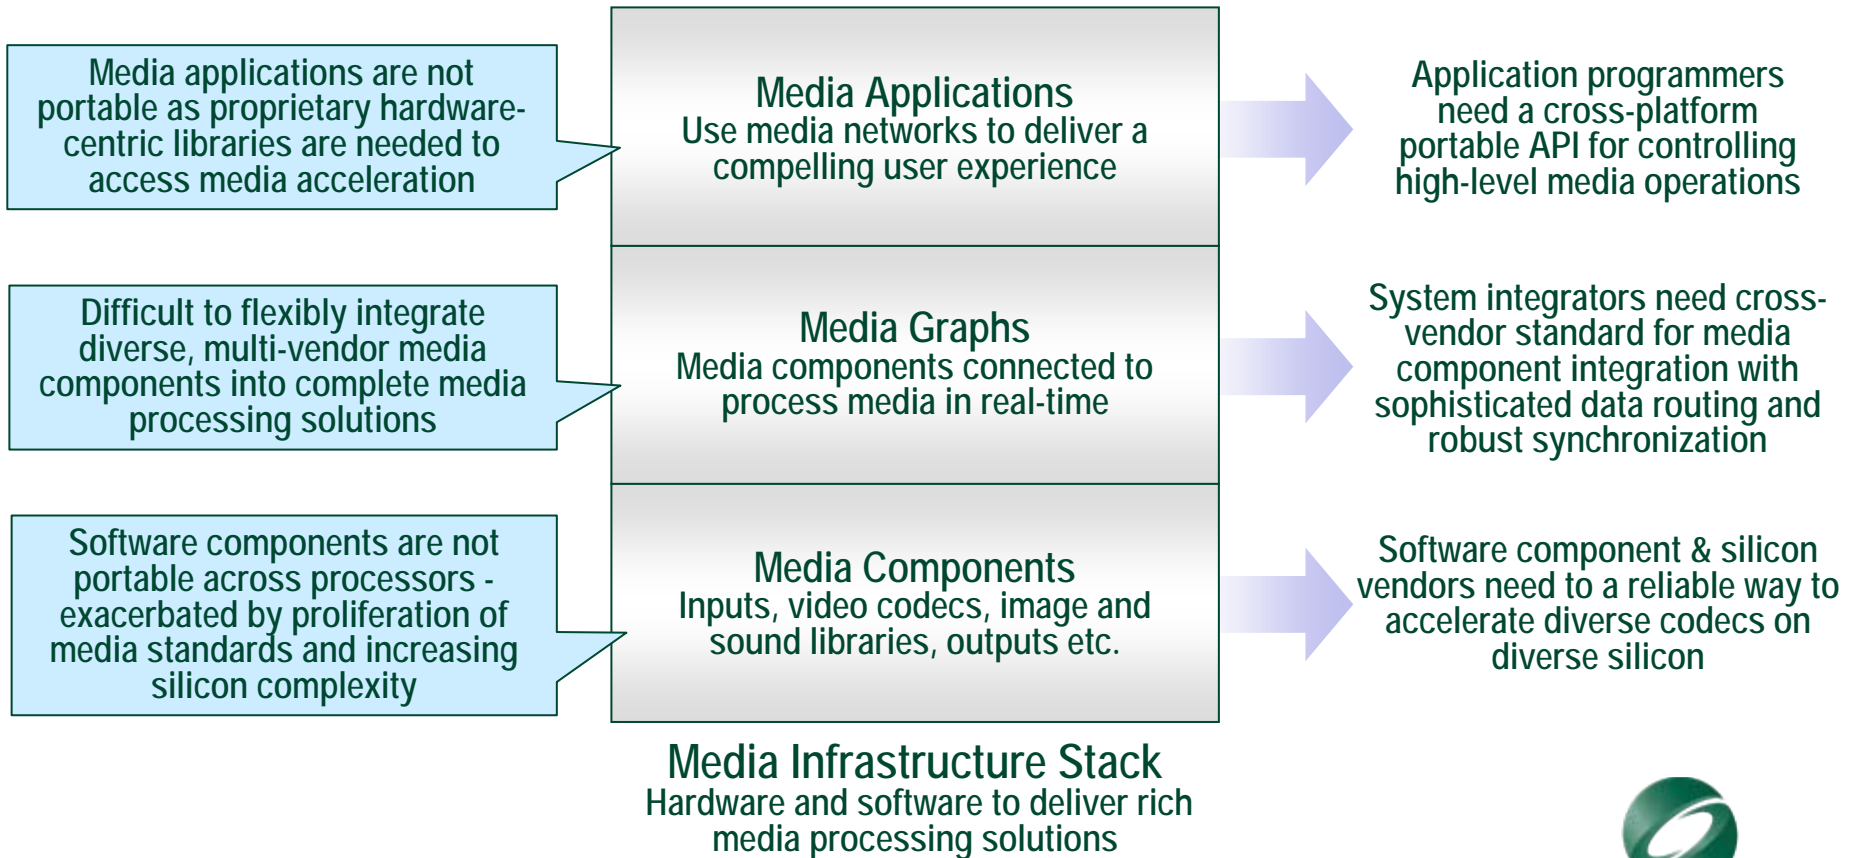 Media applications are not
portable as proprietary hardware-
centric libraries are needed to
access media acceleration
Media Applications
Use media networks to deliver a
compelling user experience
Application programmers
need a cross-platform
portable API for controlling
high-level media operations
Difficult to flexibly integrate
diverse, multi-vendor media
components into complete media
processing solutions
Media Graphs
Media components connected to
process media in real-time
System integrators need cross-
vendor standard for media
component integration with
sophisticated data routing and
robust synchronization
Software components are not
portable across processors -
exacerbated by proliferation of
media standards and increasing
silicon complexity
Media Components
Inputs, video codecs, image and
sound libraries, outputs etc.
Software component & silicon
vendors need to a reliable way to
accelerate diverse codecs on
diverse silicon
Media Infrastructure Stack
Hardware and software to deliver rich
media processing solutions